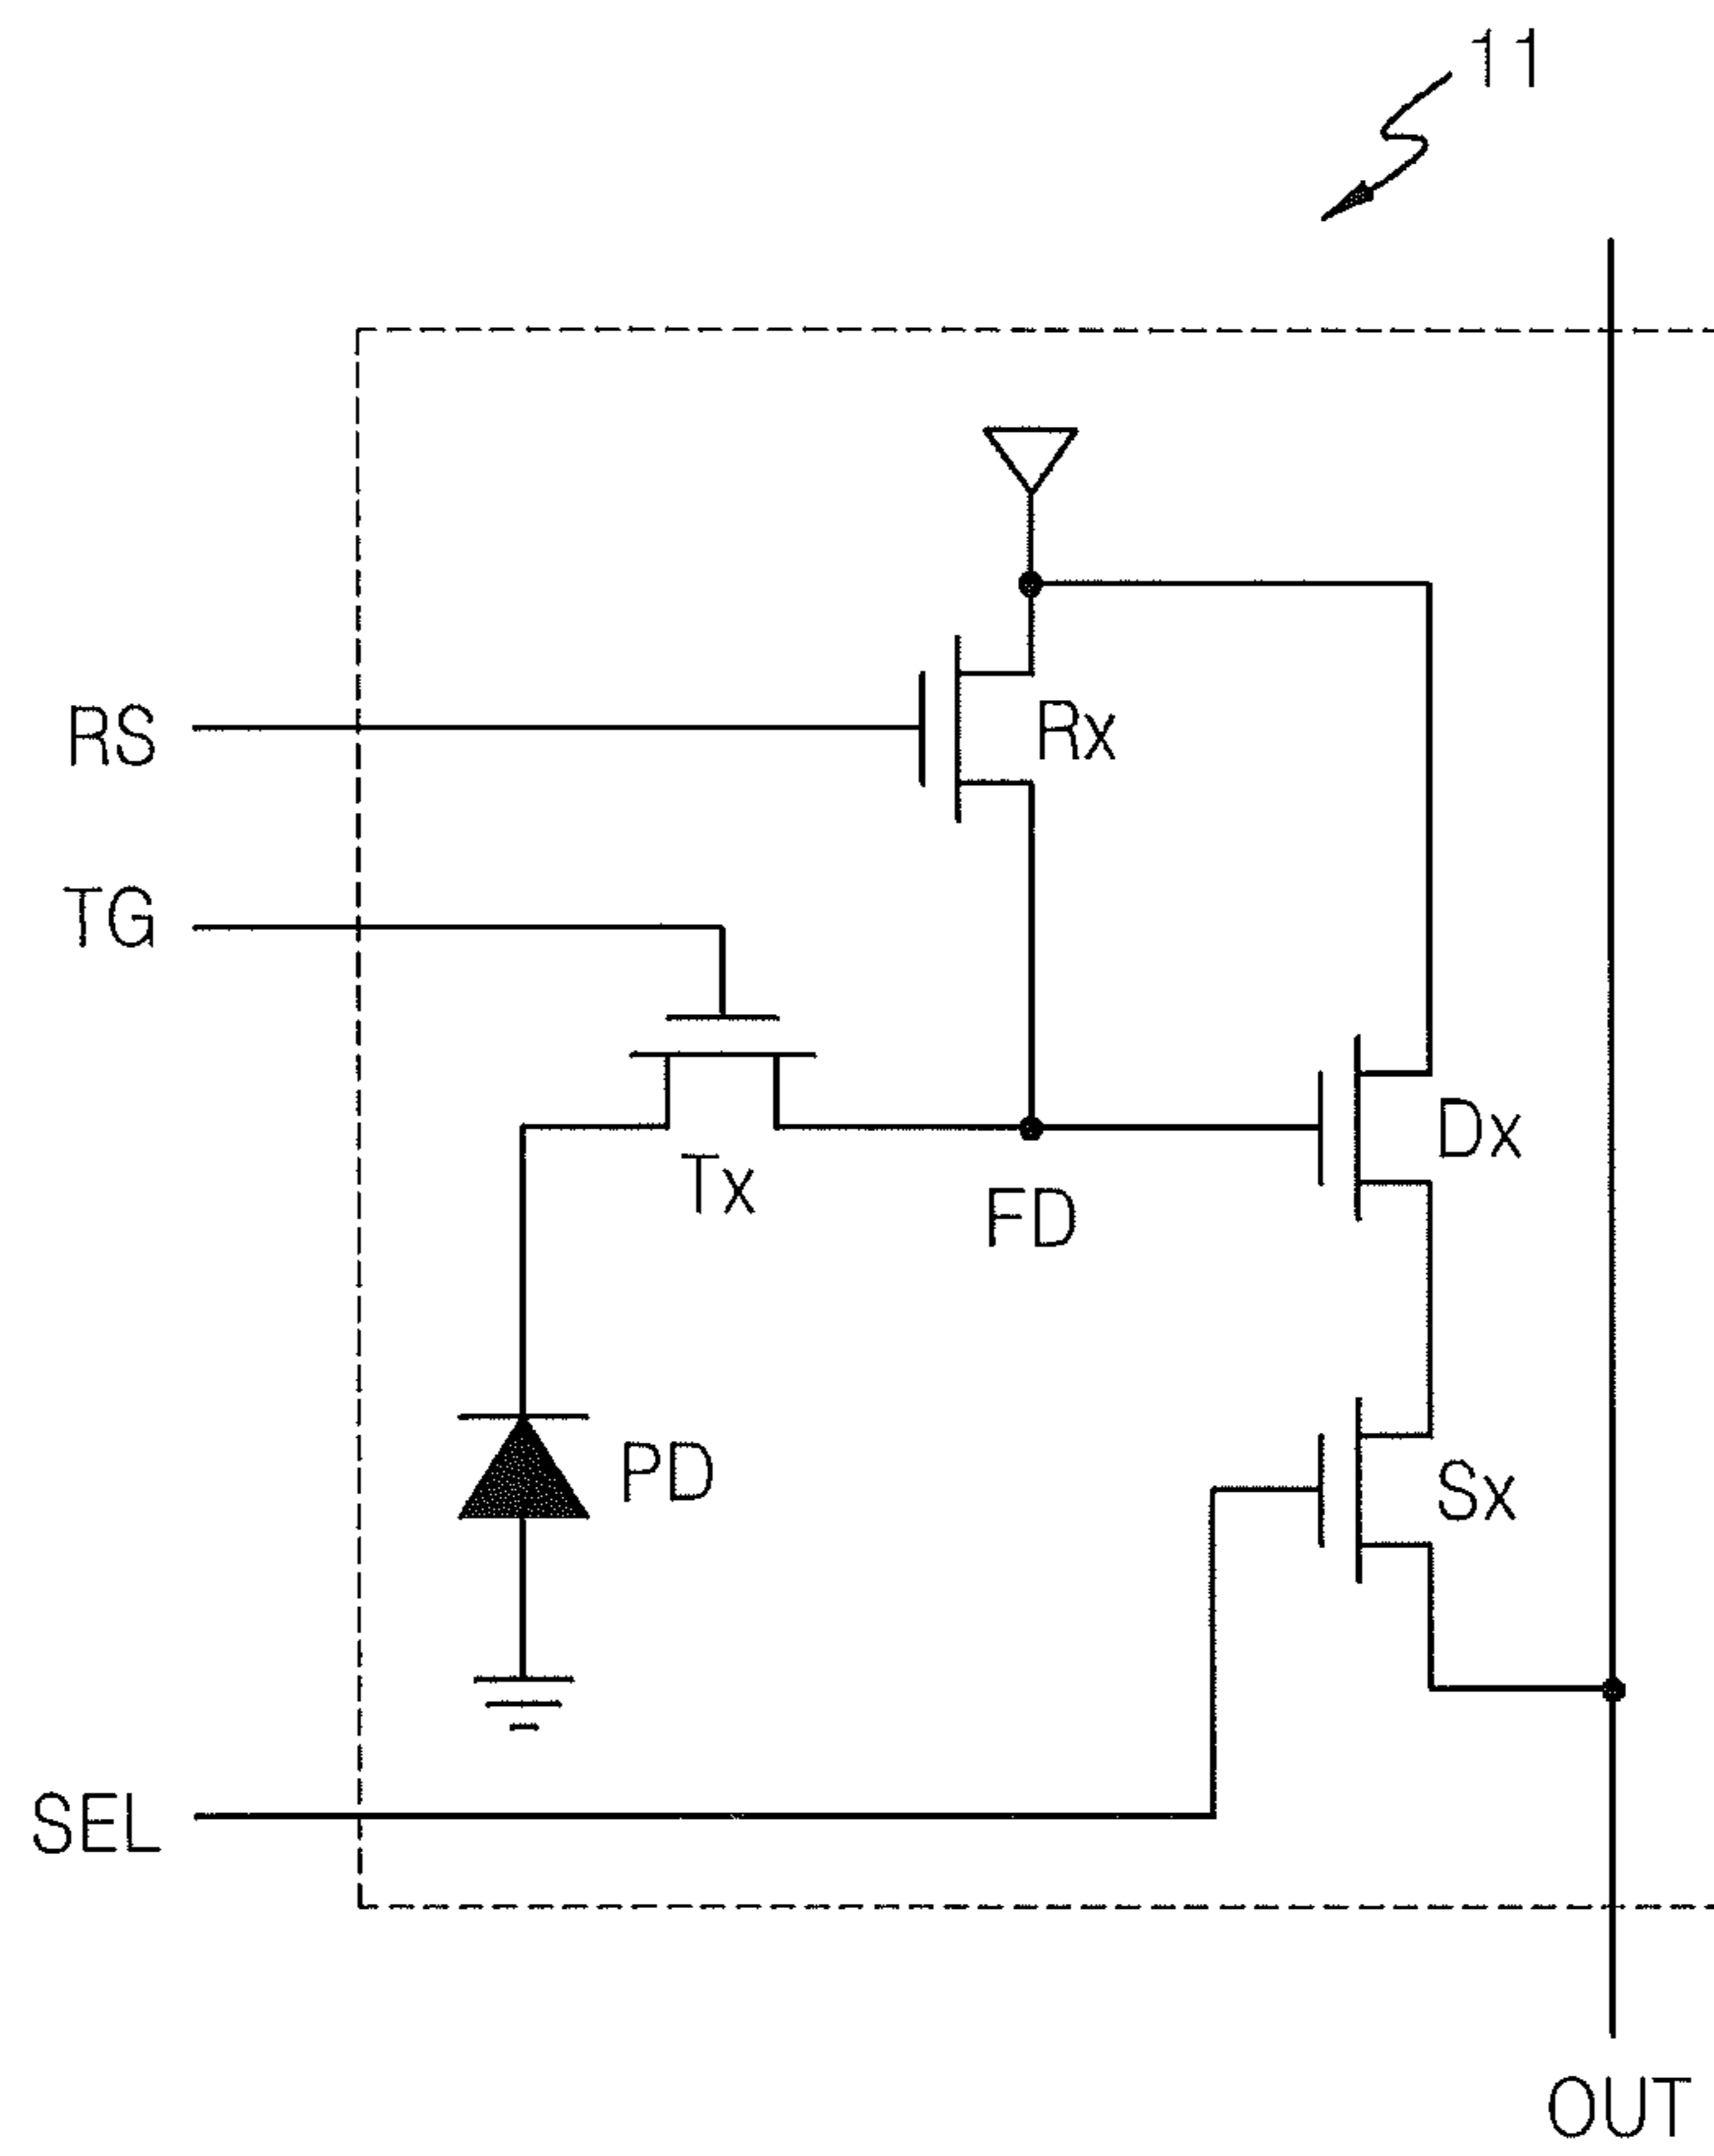 11
RS
Rx
TG
Dx
Tx
FD
PD
Sx
SEL
OUT